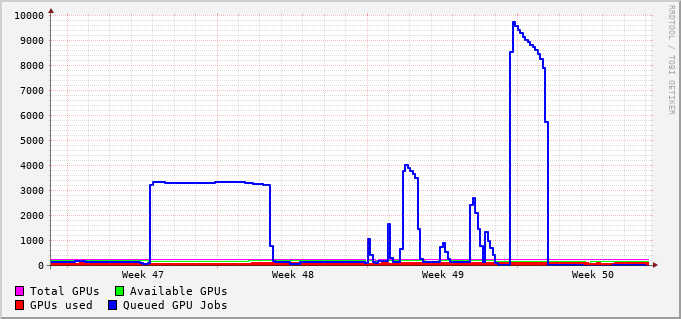 10000
9000
8000
7000
6000
5000
4000
3000
2000
1000
0
Week 47 Week 48 Week 49 Week 50
Total GPUs Available GPUs
GPUs used Queued GPU Jobs
RRDTOOL / TOBI OETIKER